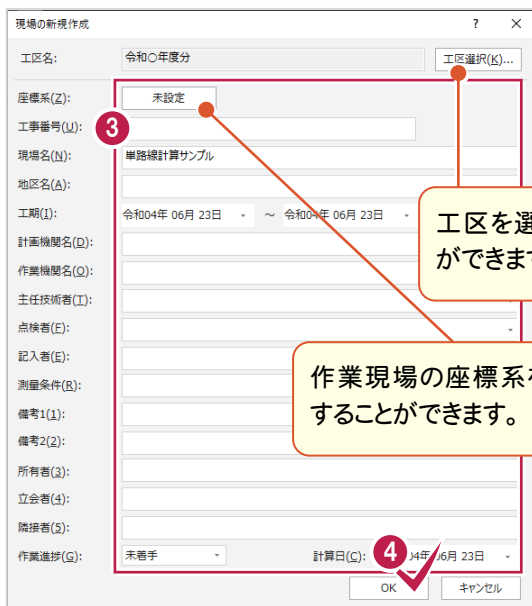 現場の新規作成 ? ×
工区名: 令和○年度分 工区選択(K)...
座標系(Z): 未設定
3
工事番号(U):
現場名(N): 単路線計算サンプル
地区名(A):
工期(I): 令和04年 06月 23日 ～ 令和04年 06月 23日
工区を選
ができます
計画機関名(D):
作業機関名(O):
主任技術者(T):
点検者(F):
記入者(E):
作業現場の座標系を
することができます。
測量条件(R):
備考1(1):
備考2(2):
所有者(3):
立会者(4):
隣接者(5):
作業進捗(G): 未着手 計算日(C): 4 04年 06月 23日
OK キャンセル